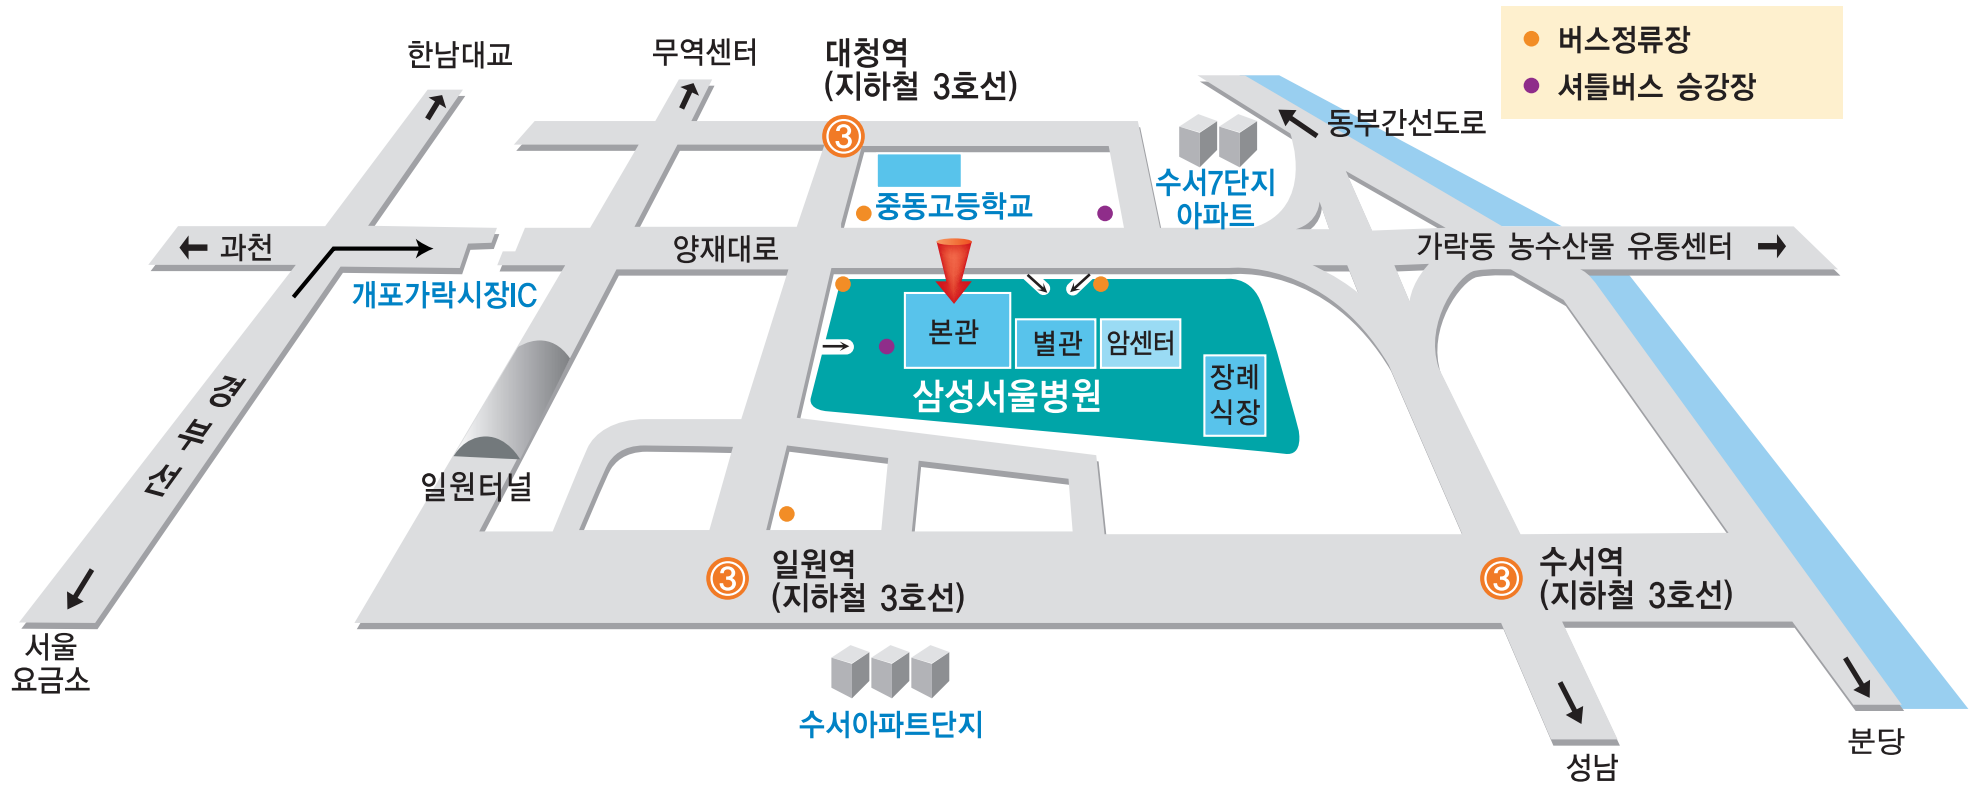 한남대교
무역센터
대청역
(지하철 3호선)
버스정류장
셔틀버스 승강장
3
동부간선도로
수서7단지
아파트
중동고등학교
과천
양재대로
가락동 농수산물 유통센터
개포가락시장IC
본관
별관
암센터
장례
식장
삼성서울병원
경부선
일원터널
3
일원역
(지하철 3호선)
3
수서역
(지하철 3호선)
서울
요금소
수서아파트단지
분당
성남